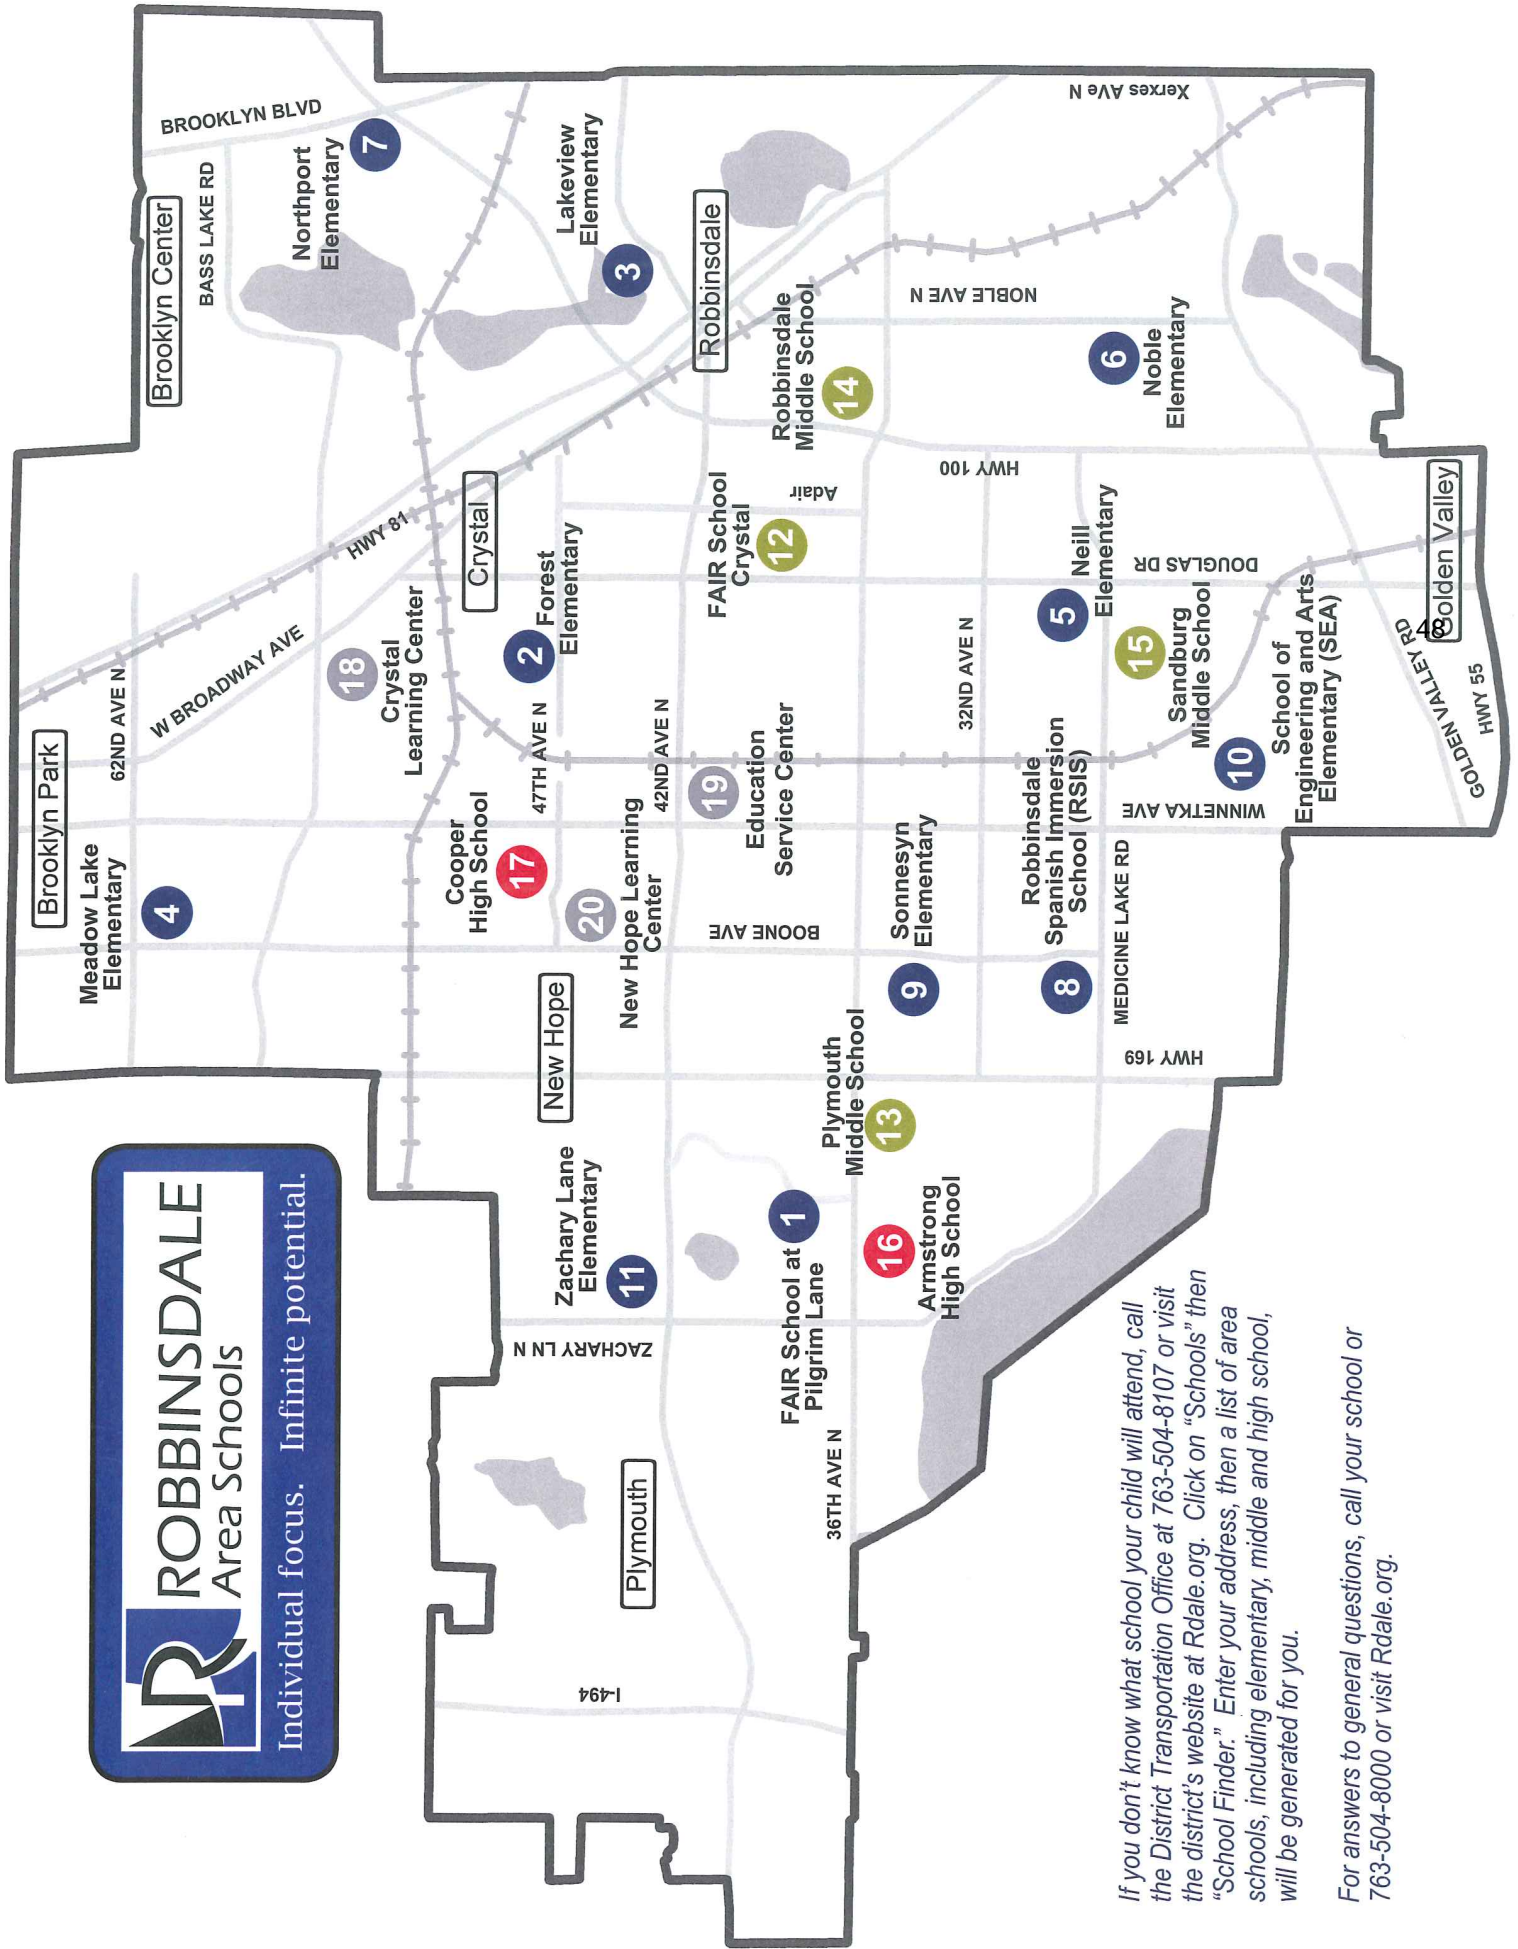 ROBBINSDALE
Area Schools
Individual focus. Infinite potential.
Brooklyn Park
Brooklyn Center
Meadow Lake
Elementary
4
62ND AVE N
W BROADWAY AVE
HWY 81
BROOKLYN BLVD
BASS LAKE RD
Northport
Elementary
7
18
Crystal
Learning Center
Crystal
Cooper
High School
17
47TH AVE N
2
Forest
Elementary
Lakeview
Elementary
3
New Hope
20
New Hope Learning
Center
42ND AVE N
Zachary Lane
Elementary
11
ZACHARY LN N
Plymouth
I-494
19
Education
Service Center
BOONE AVE
FAIR School
Crystal
12
Adair
Robbinsdale
Robbinsdale
Middle School
14
FAIR School at
Pilgrim Lane
1
36TH AVE N
Plymouth
Middle School
13
16
Armstrong
High School
Sonnesyn
Elementary
9
32ND AVE N
HWY 100
NOBLE AVE N
Xerxes AVe N
Robbinsdale
Spanish Immersion
School (RSIS)
8
MEDICINE LAKE RD
HWY 169
5
Neill
Elementary
6
Noble
Elementary
15
Sandburg
Middle School
DOUGLAS DR
WINNETKA AVE
10
School of
Engineering and Arts
Elementary (SEA)
GOLDEN VALLEY RD
HWY 55
Golden Valley
48
If you don't know what school your child will attend, call
the District Transportation Office at 763-504-8107 or visit
the district's website at Rdale.org. Click on “Schools” then
“School Finder.” Enter your address, then a list of area
schools, including elementary, middle and high school,
will be generated for you.
For answers to general questions, call your school or
763-504-8000 or visit Rdale.org.